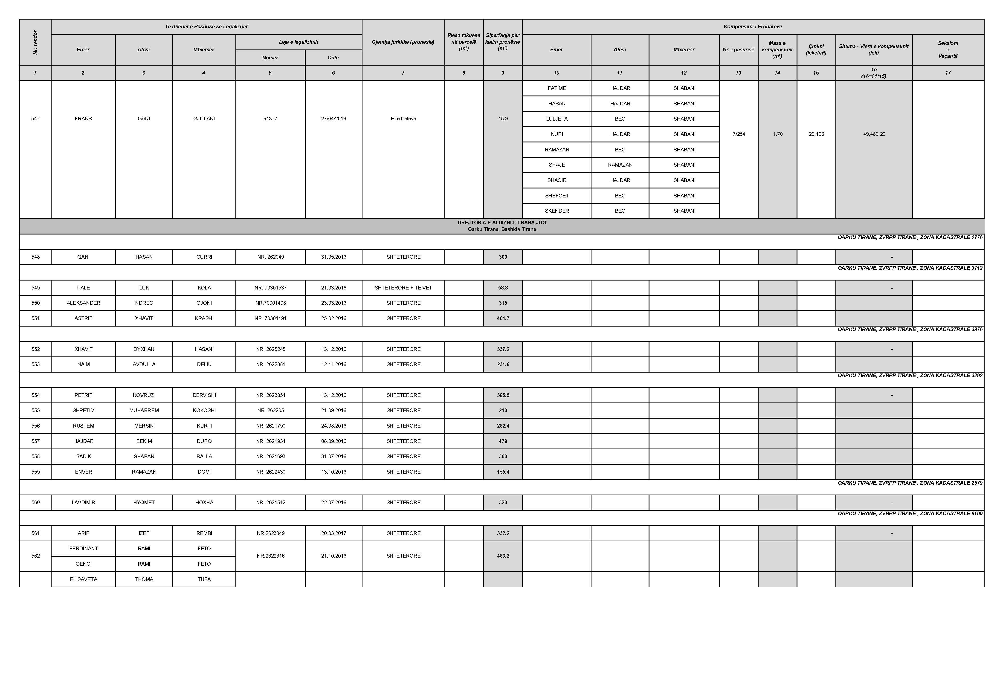 Nr. rendor
Të dhënat e Pasurisë së Legalizuar
Gjendja juridike (pronesia)
Pjesa takuese
në parcelë
(m²)
Sipërfaqja për
kalim pronësie
(m²)
Kompensimi i Pronarëve
Emër
Atësi
Mbiemër
Leja e legalizimit
Numer
Date
Emër
Atësi
Mbiemër
Nr. i pasurisë
Masa e
kompensimit
(m²)
Çmimi
(leke/m²)
Shuma - Vlera e kompensimit
(lek)
Seksioni
i
Veçantë
1 2 3 4 5 6 7 8 9 10 11 12 13 14 15 16 17
(16=14*15)
FATIME HAJDAR SHABANI
HASAN HAJDAR SHABANI
547 FRANS GANI GJILLANI 91377 27/04/2016 E te treteve 15.9 LULJETA BEG SHABANI
NURI HAJDAR SHABANI 7/254 1.70 29,106 49,480.20
RAMAZAN BEG SHABANI
SHAJE RAMAZAN SHABANI
SHAQIR HAJDAR SHABANI
SHEFQET BEG SHABANI
SKENDER BEG SHABANI
DREJTORIA E ALUIZNI-t TIRANA JUG
Qarku Tirane, Bashkia Tirane
QARKU TIRANE, ZVRPP TIRANE , ZONA KADASTRALE 2776
548 QANI HASAN CURRI NR. 262049 31.05.2016 SHTETERORE 300 -
QARKU TIRANE, ZVRPP TIRANE , ZONA KADASTRALE 3712
549 PALE LUK KOLA NR. 70301537 21.03.2016 SHTETERORE + TE VET 58.8 -
550 ALEKSANDER NDREC GJONI NR.70301498 23.03.2016 SHTETERORE 315
551 ASTRIT XHAVIT KRASHI NR. 70301191 25.02.2016 SHTETERORE 404.7
QARKU TIRANE, ZVRPP TIRANE , ZONA KADASTRALE 3976
552 XHAVIT DYXHAN HASANI NR. 2625245 13.12.2016 SHTETERORE 337.2 -
553 NAIM AVDULLA DELIU NR. 2622881 12.11.2016 SHTETERORE 231.6
QARKU TIRANE, ZVRPP TIRANE , ZONA KADASTRALE 3292
554 PETRIT NOVRUZ DERVISHI NR. 2623854 13.12.2016 SHTETERORE 385.5 -
555 SHPETIM MUHARREM KOKOSHI NR. 262205 21.09.2016 SHTETERORE 210
556 RUSTEM MERSIN KURTI NR. 2621790 24.08.2016 SHTETERORE 282.4
557 HAJDAR BEKIM DURO NR. 2621934 08.09.2016 SHTETERORE 479
558 SADIK SHABAN BALLA NR. 2621693 31.07.2016 SHTETERORE 300
559 ENVER RAMAZAN DOMI NR. 2622430 13.10.2016 SHTETERORE 155.4
QARKU TIRANE, ZVRPP TIRANE , ZONA KADASTRALE 2679
560 LAVDIMIR HYQMET HOXHA NR. 2621512 22.07.2016 SHTETERORE 320 -
QARKU TIRANE, ZVRPP TIRANE , ZONA KADASTRALE 8190
561 ARIF IZET REMBI NR.2623349 20.03.2017 SHTETERORE 332.2 -
FERDINANT RAMI FETO
562 NR.2622616 21.10.2016 SHTETERORE 483.2
GENCI RAMI FETO
ELISAVETA THOMA TUFA